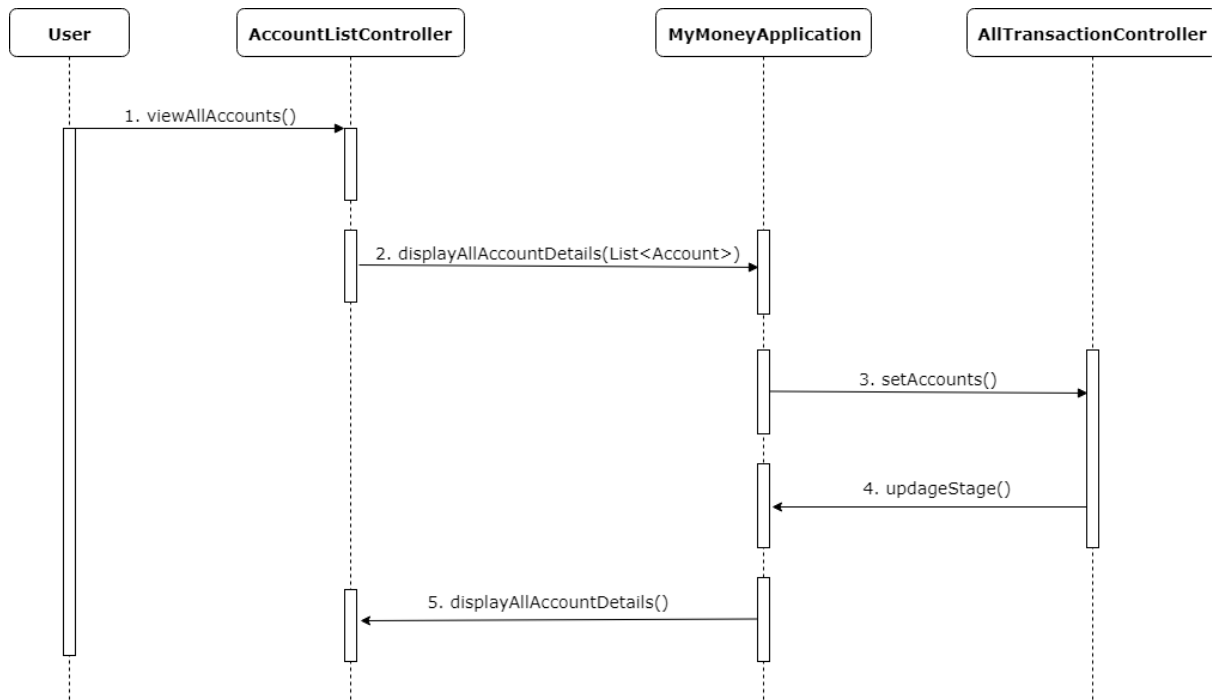 User
AccountListController
MyMoneyApplication
AllTransactionController
1. viewAllAccounts()
2. displayAllAccountDetails(List<Account>)
3. setAccounts()
4. updageStage()
5. displayAllAccountDetails()